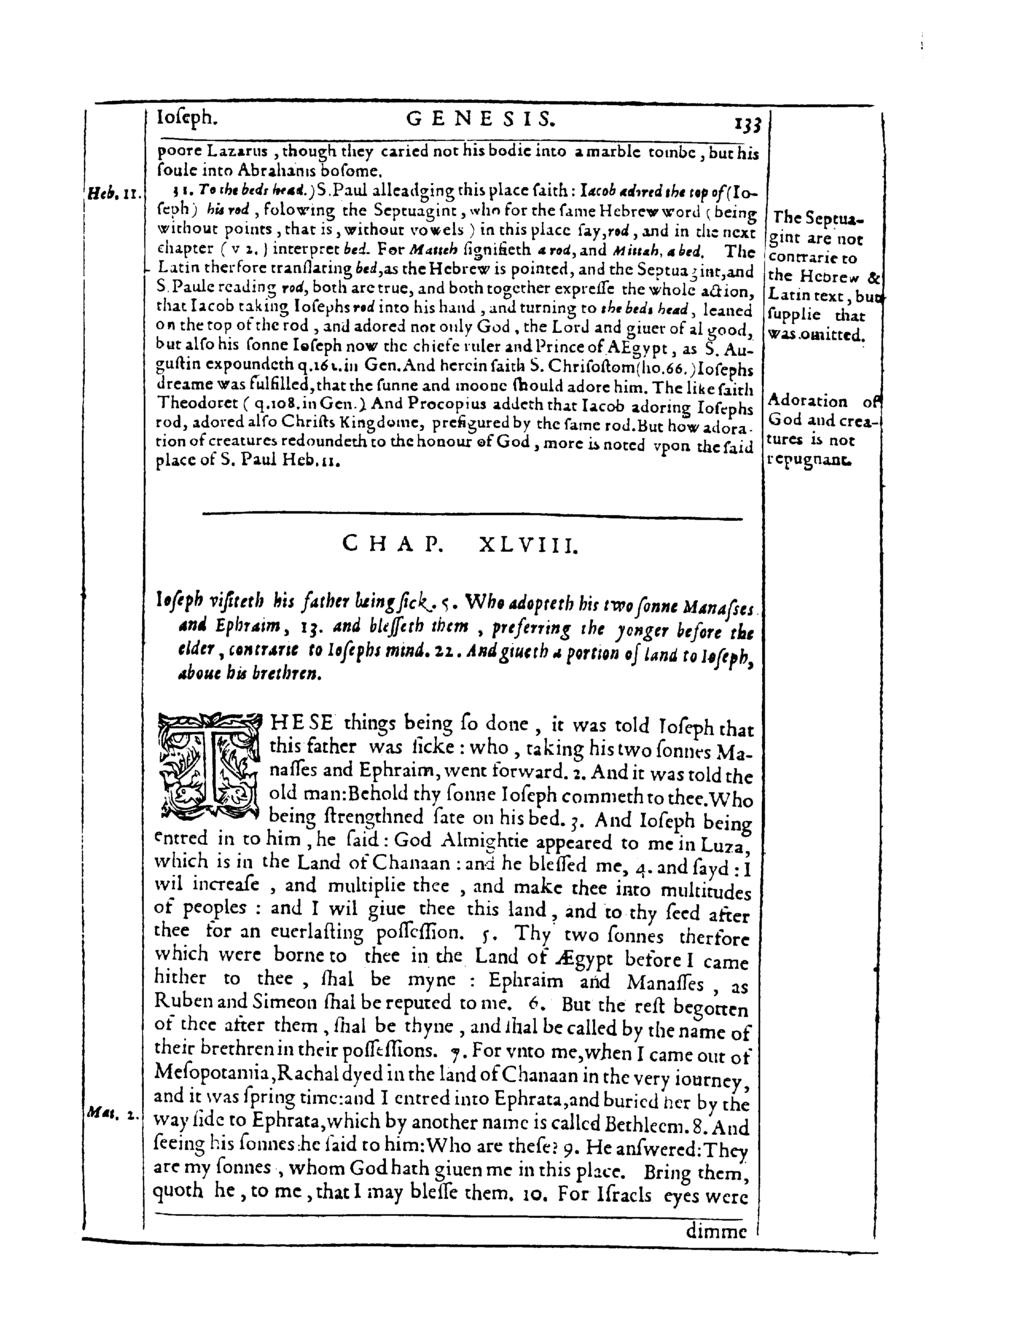 Ioſeph. GENESIS. 133
poore Lazarus , though they caried not his bodie into a marble tombe , but his
ſoule into Abrahams boſome.
Heb. 11.
31. To the beds head. ) S. Paul alleadging this place ſaith : Iacob adored the top of ( Io-
ſeph ) his rod , folowing the Septuagint , who for the ſame Hebrew word ( being
without points , that is , without vowels ) in this place ſay, rod , and in the next
chapter ( v 2. ) interpret bed. For Matteh ſignifieth a rod, and Mittah, a bed. The
Latin therfore tranſlating bed, as the Hebrew is pointed, and the Septuagint, and
S. Paule reading rod, both are true, and both together expreſſe the whole action,
that Iacob taking Ioſephs rod into his hand , and turning to the beds head , leaned
on the top of the rod , and adored not only God , the Lord and giuer of al good,
but alſo his ſonne Ioſeph now the chiefe ruler and Prince of AEgypt , as S. Au-
guſtin expoundeth q.162. in Gen. And herein ſaith S. Chriſoſtom (ho.66.) Ioſephs
dreame was fulfilled, that the ſunne and moone ſhould adore him. The like ſaith
Theodoret ( q.108. in Gen. ) And Procopius addeth that Iacob adoring Ioſephs
rod, adored alſo Chriſts Kingdome, prefigured by the ſame rod. But how adora-
tion of creatures redoundeth to the honour of God , more is noted vpon the ſaid
place of S. Paul Heb. 11.
The Septua-
gint are not
contrarie to
the Hebrew &
Latin text , but
ſupplie that
was omitted.
Adoration of
God and crea-
tures is not
repugnant.
CHAP. XLVIII.
Ioſeph viſiteth his father being ſick. 5. Who adopteth his two ſonne Manaſſes
and Ephraim, 13. and bleſſeth them , preferring the yonger before the
elder , contrarie to Ioſephs mind. 22. And giueth a portion of land to Ioſeph,
aboue his brethren.
THESE things being ſo done , it was told Ioſeph that
this father was ſicke : who , taking his two ſonnes Ma-
naſſes and Ephraim, went forward. 2. And it was told the
old man: Behold thy ſonne Ioſeph commeth to thee. Who
being ſtrengthned ſate on his bed. 3. And Ioſeph being
entred in to him , he ſaid : God Almightie appeared to me in Luza,
which is in the Land of Chanaan : and he bleſſed me, 4. and ſayd : I
wil increaſe , and multiplie thee , and make thee into multitudes
of peoples : and I wil giue thee this land , and to thy ſeed after
thee for an euerlaſting poſſeſſion. 5. Thy two ſonnes therfore
which were borne to thee in the Land of Ægypt before I came
hither to thee , ſhal be myne : Ephraim and Manaſſes , as
Ruben and Simeon ſhal be reputed to me. 6. But the reſt begotten
of thee after them , ſhal be thyne , and ſhal be called by the name of
their brethren in their poſſeſſions. 7. For vnto me, when I came out of
Meſopotamia, Rachal dyed in the land of Chanaan in the very iourney,
and it was ſpring time: and I entred into Ephrata, and buried her by the
Mat. 2.
way ſide to Ephrata, which by another name is called Bethleem. 8. And
ſeeing his ſonnes he ſaid to him: Who are theſe? 9. He anſwered: They
are my ſonnes , whom God hath giuen me in this place. Bring them,
quoth he , to me , that I may bleſſe them. 10. For Iſraels eyes were
dimme